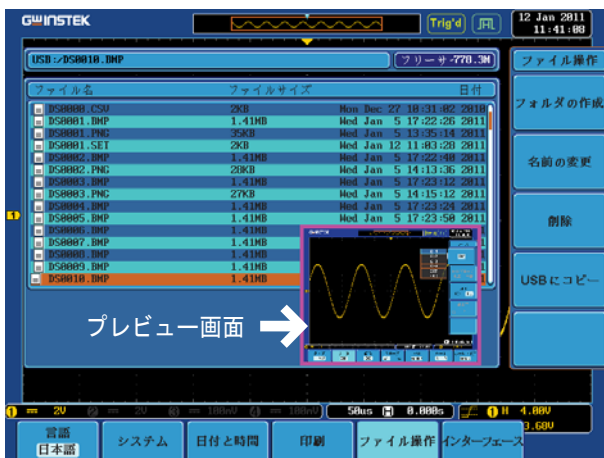 GWINSTEK
Trig'd
12 Jan 2011
11:41:08
USB:/DS0010.BMP
フリーサ-770.3M
ファイル操作
ファイル名 ファイルサイズ 日付
DS0000.CSV 2KB Mon Dec 27 10:31:02 2010
DS0001.BMP 1.41MB Wed Jan 5 17:22:26 2011
DS0001.PNG 35KB Wed Jan 5 13:35:14 2011
DS0001.SET 2KB Wed Jan 12 11:03:28 2011
DS0002.BMP 1.41MB Wed Jan 5 17:22:40 2011
DS0002.PNG 28KB Wed Jan 5 14:13:36 2011
DS0003.BMP 1.41MB Wed Jan 5 17:23:12 2011
DS0003.PNG 27KB Wed Jan 5 14:15:12 2011
DS0004.BMP 1.41MB Wed Jan 5 17:23:24 2011
DS0005.BMP 1.41MB Wed Jan 5 17:23:50 2011
DS0006.BMP 1.41MB
DS0007.BMP 1.41MB
DS0008.BMP 1.41MB
DS0009.BMP 1.41MB
DS0010.BMP 1.41MB
フォルダの作成
名前の変更
削除
USBにコピー
プレビュー画面
1
1 2V 2 2V 3 100mV 4 100mV 50us H 0.000s 1 H 4.00V
3.60V
言語
日本語
システム
日付と時間
印刷
ファイル操作
インターフェース